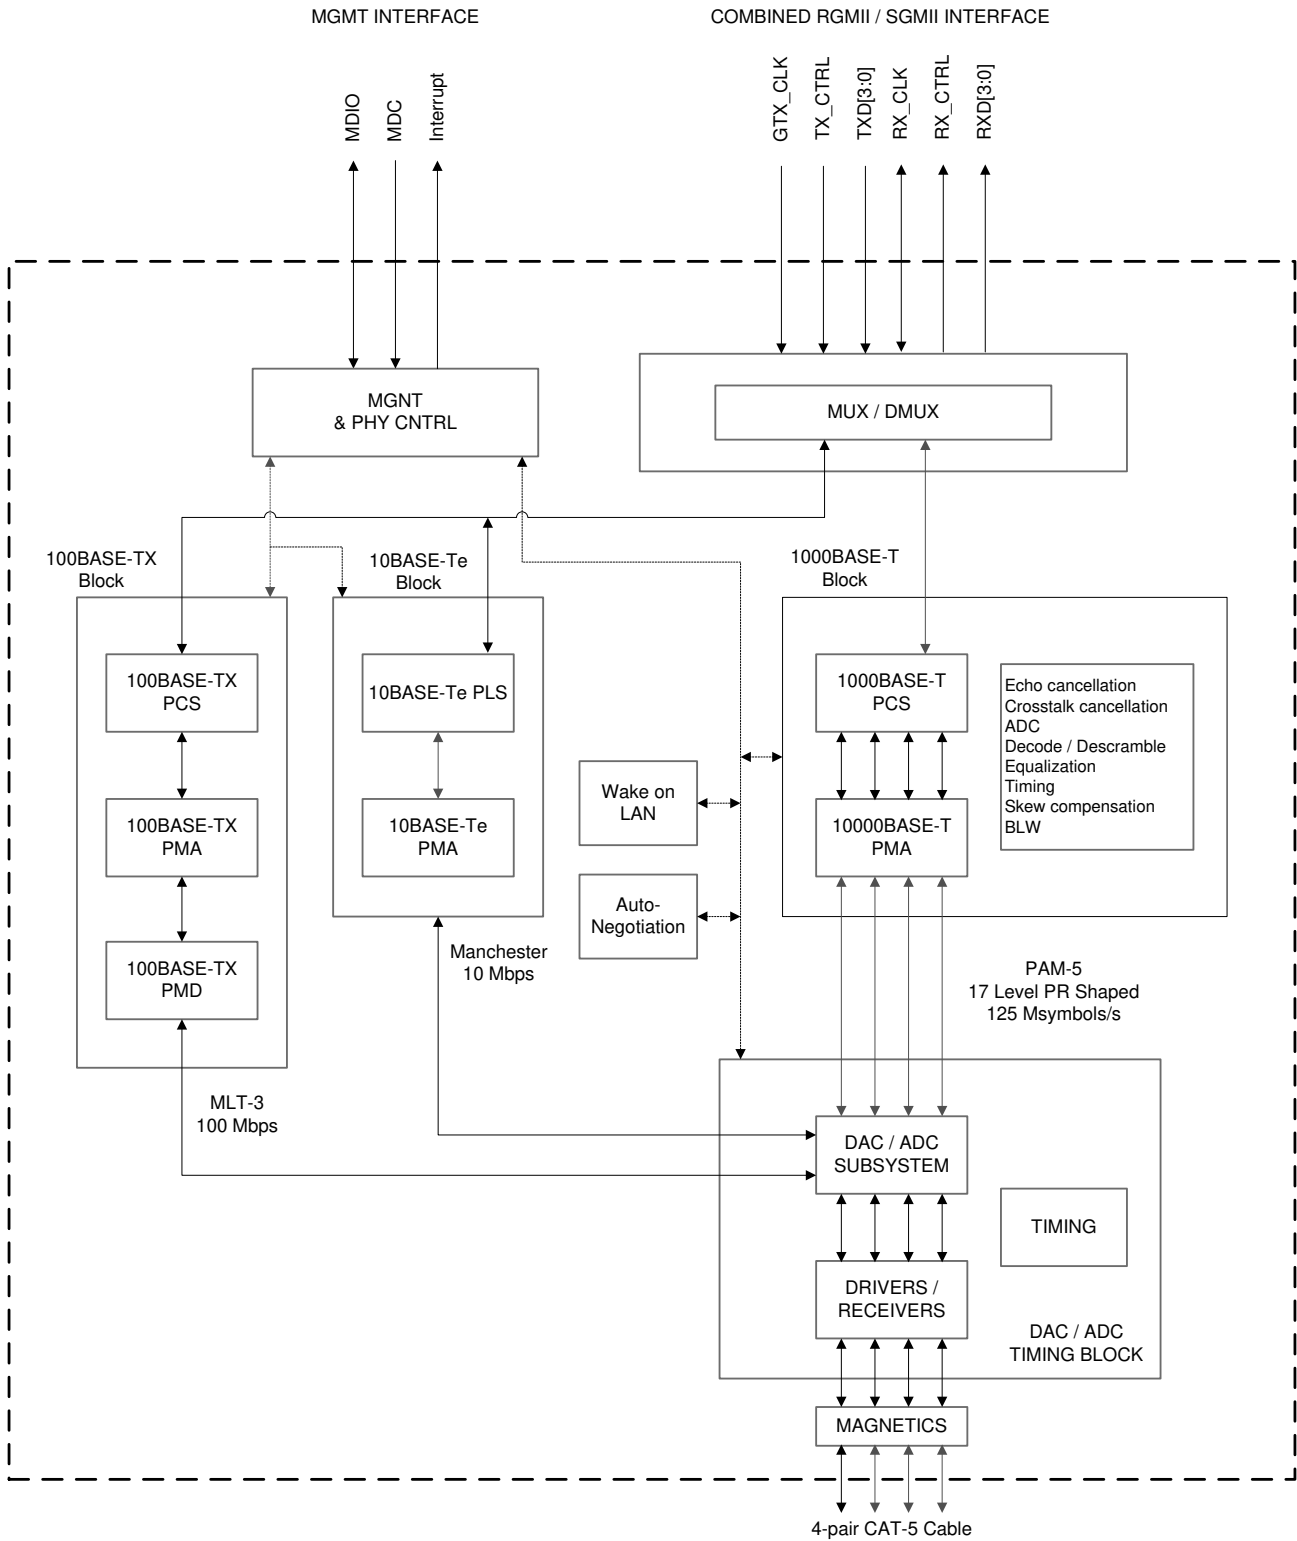 MGMT INTERFACE
COMBINED RGMII / SGMII INTERFACE
MDIO
MDC
Interrupt
GTX_CLK
TX_CTRL
TXD[3:0]
RX_CLK
RX_CTRL
RXD[3:0]
MGNT
& PHY CNTRL
MUX / DMUX
100BASE-TX
Block
10BASE-Te
Block
1000BASE-T
Block
100BASE-TX
PCS
10BASE-Te PLS
1000BASE-T
PCS
Echo cancellation
Crosstalk cancellation
ADC
Decode / Descramble
Equalization
Timing
Skew compensation
BLW
Wake on
LAN
100BASE-TX
PMA
10BASE-Te
PMA
10000BASE-T
PMA
Auto-
Negotiation
100BASE-TX
PMD
Manchester
10 Mbps
PAM-5
17 Level PR Shaped
125 Msymbols/s
MLT-3
100 Mbps
DAC / ADC
SUBSYSTEM
TIMING
DRIVERS /
RECEIVERS
DAC / ADC
TIMING BLOCK
MAGNETICS
4-pair CAT-5 Cable